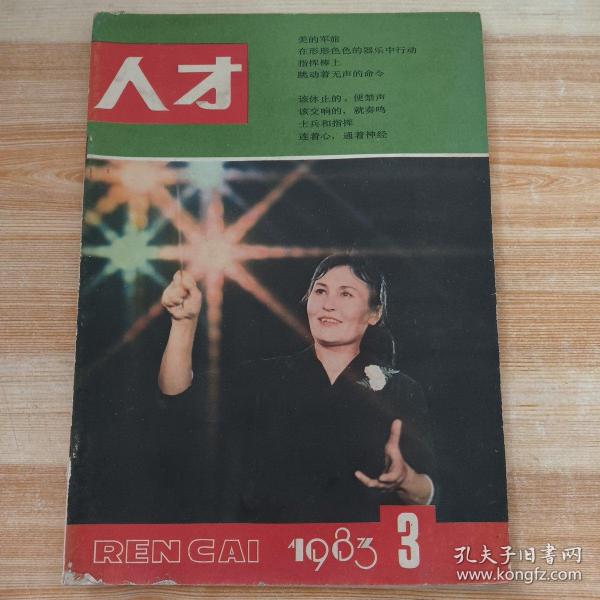 人才
美的军旅
在形形色色的器乐中行动
指挥棒上
跳动着无声的命令
该休止的，便禁声
该交响的，就奏鸣
士兵和指挥
连着心，通着神经
REN CAI
1983
3
孔夫子旧书网
www.kongfz.com